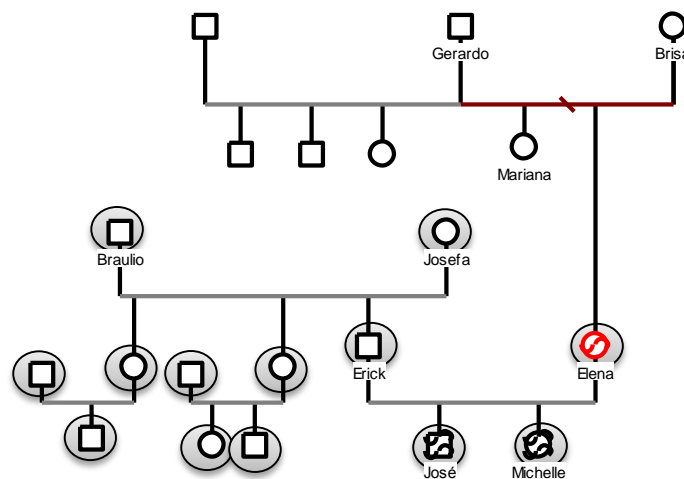 Gerardo
Brisa
Mariana
Braulio
Josefa
Erick
Elena
José
Michelle